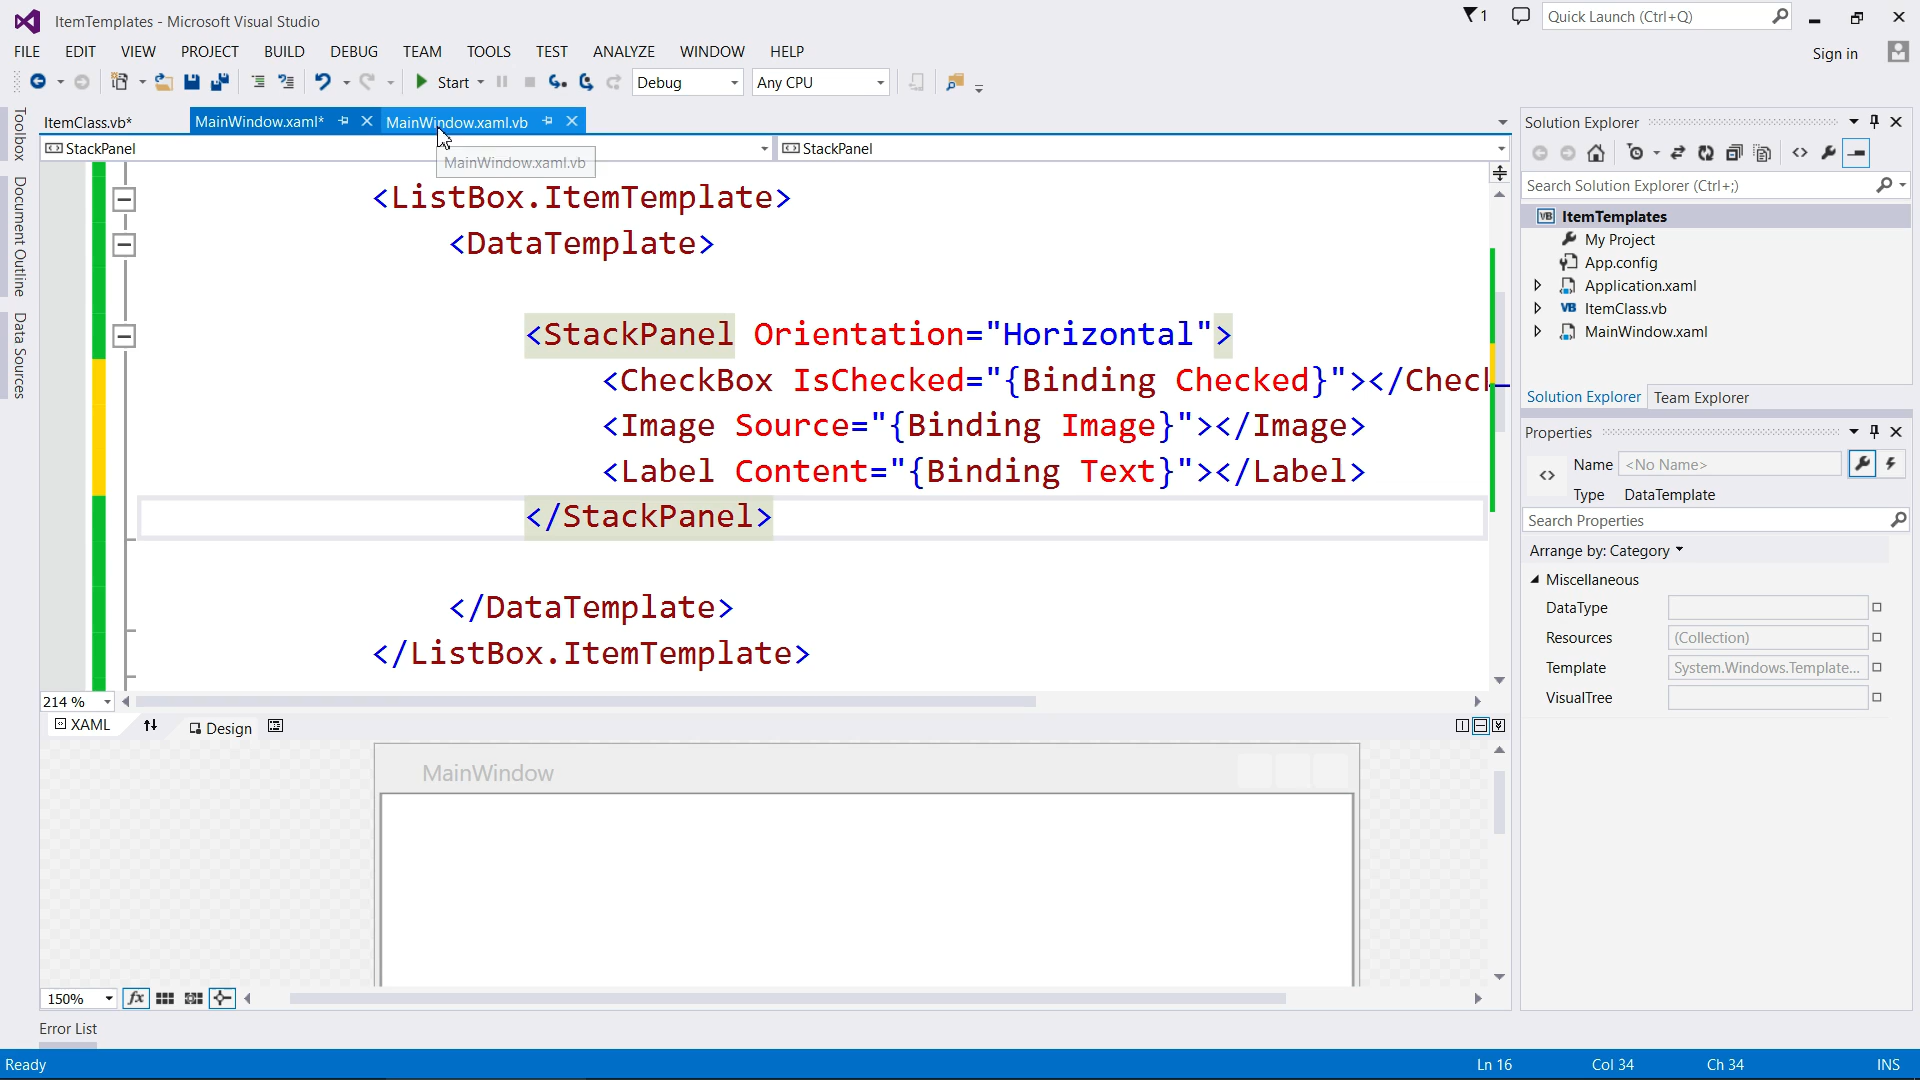 ItemTemplates - Microsoft Visual Studio
1
Quick Launch (Ctrl+Q)
FILE EDIT VIEW PROJECT BUILD DEBUG TEAM TOOLS TEST ANALYZE WINDOW HELP
Sign in
Start Debug Any CPU
Toolbox
Document Outline
Data Sources
ItemClass.vb* MainWindow.xaml* MainWindow.xaml.vb
StackPanel StackPanel
MainWindow.xaml.vb
<ListBox.ItemTemplate>
<DataTemplate>
<StackPanel Orientation="Horizontal">
<CheckBox IsChecked="{Binding Checked}"></Check
<Image Source="{Binding Image}"></Image>
<Label Content="{Binding Text}"></Label>
</StackPanel>
</DataTemplate>
</ListBox.ItemTemplate>
214 %
XAML Design
MainWindow
150% fx
Error List
Solution Explorer
Search Solution Explorer (Ctrl+;)
VB ItemTemplates
My Project
App.config
Application.xaml
VB ItemClass.vb
MainWindow.xaml
Solution Explorer Team Explorer
Properties
Name <No Name>
Type DataTemplate
Search Properties
Arrange by: Category
Miscellaneous
DataType
Resources (Collection)
Template System.Windows.Template...
VisualTree
Ready Ln 16 Col 34 Ch 34 INS